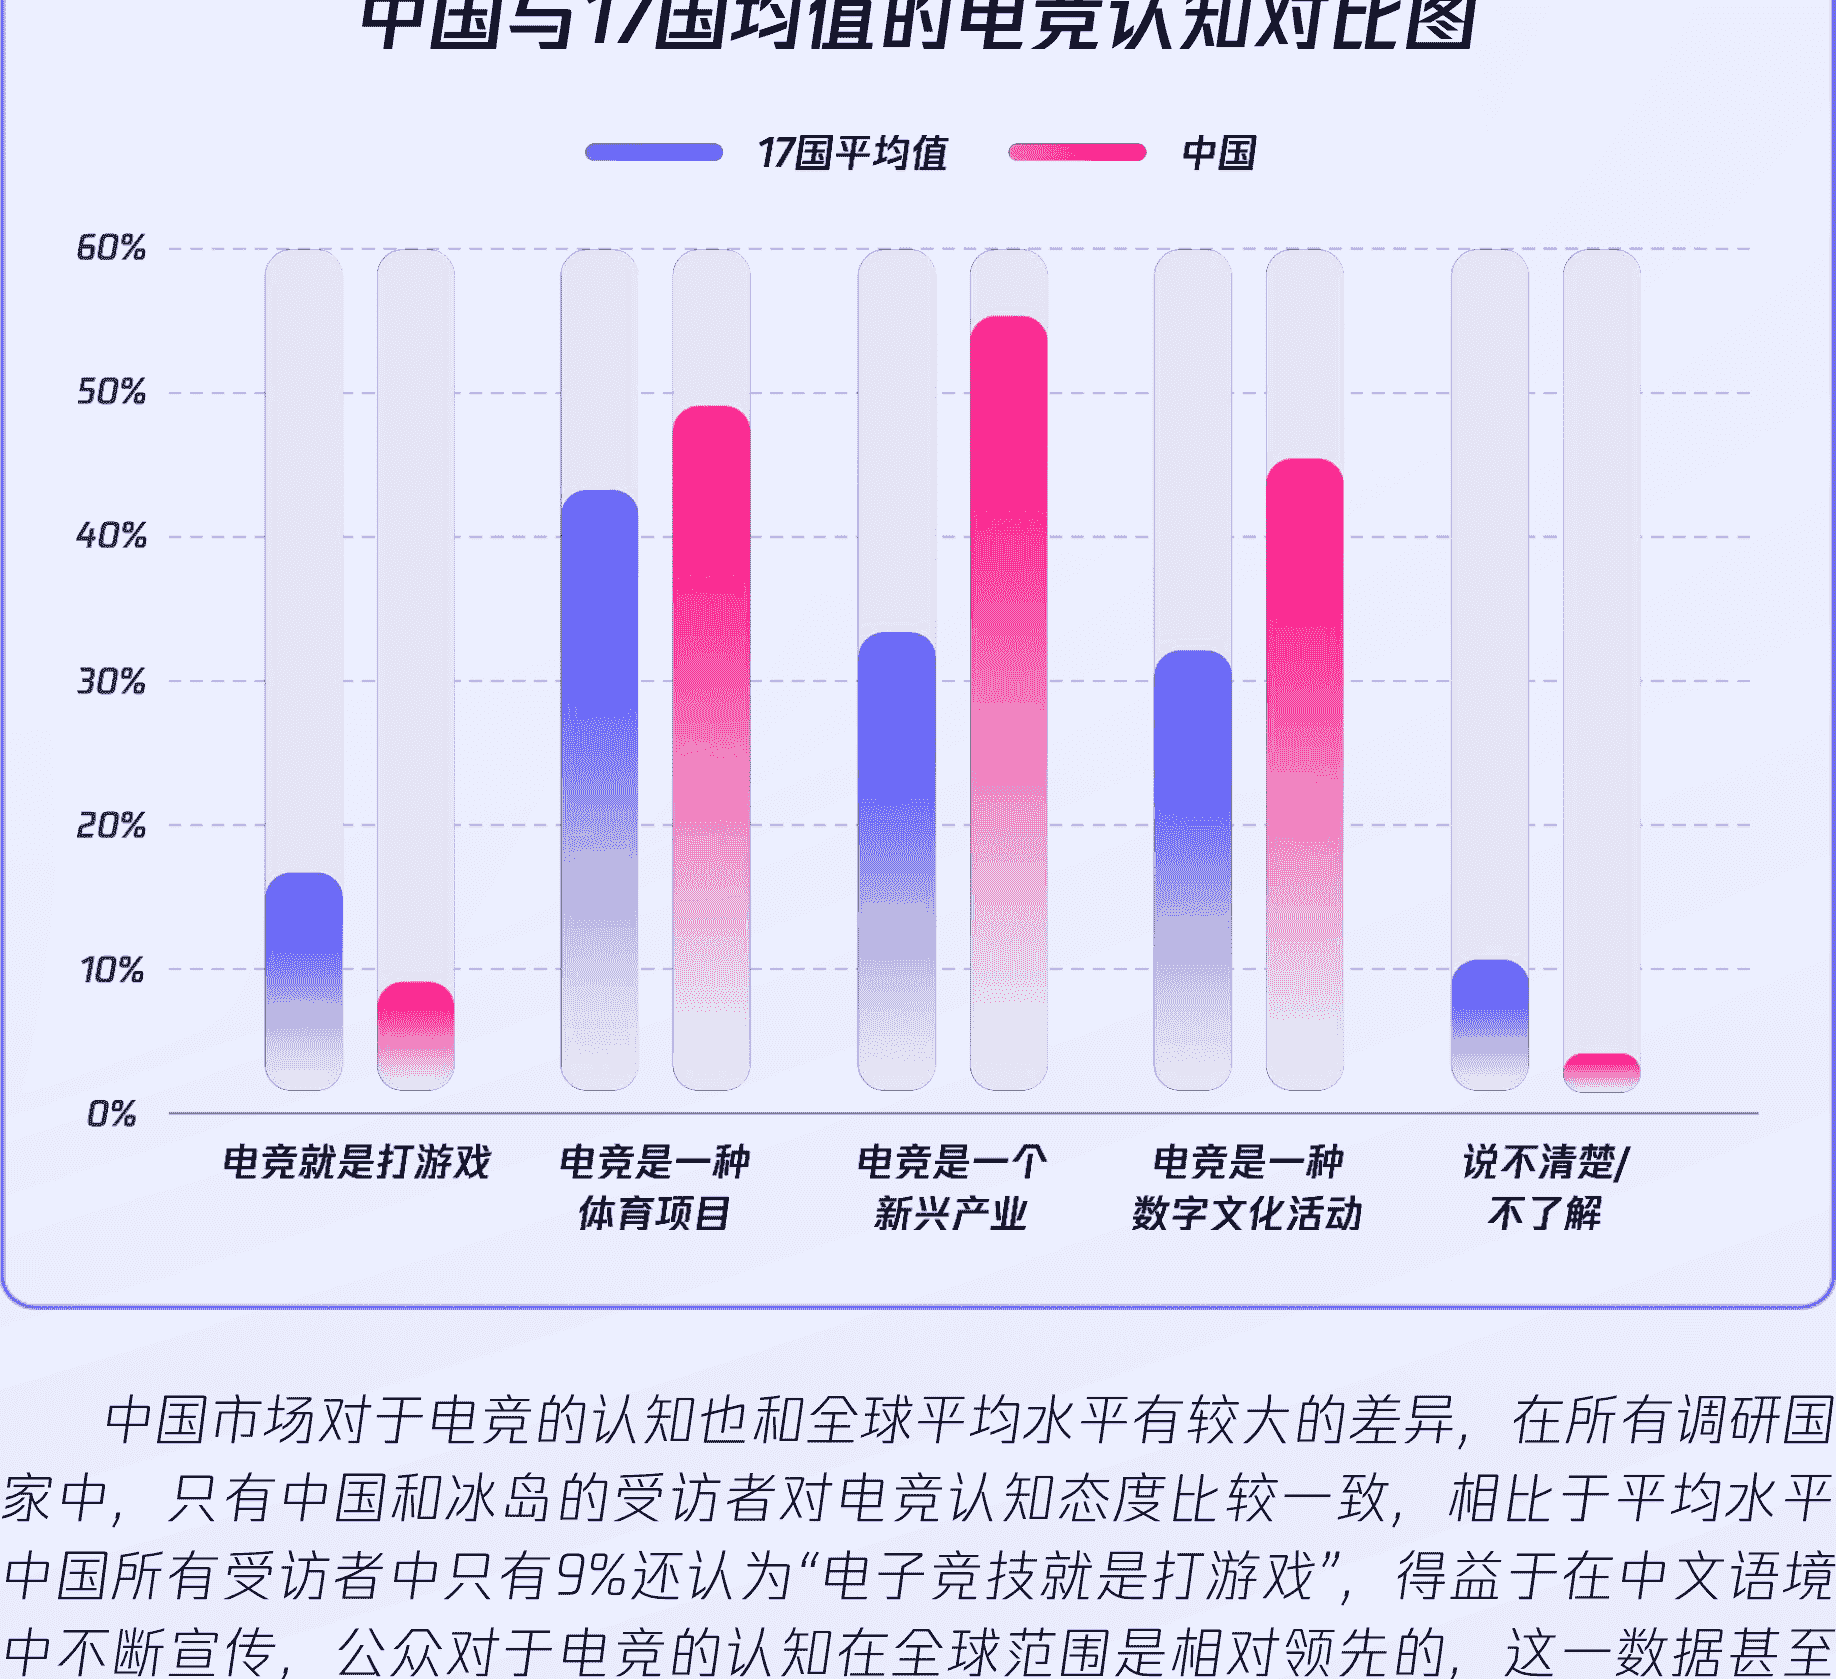 中国与17国均值的电竞认知对比图
17国平均值 中国
60%
50%
40%
30%
20%
10%
0%
电竞就是打游戏
电竞是一种
体育项目
电竞是一个
新兴产业
电竞是一种
数字文化活动
说不清楚/
不了解
中国市场对于电竞的认知也和全球平均水平有较大的差异，在所有调研国
家中，只有中国和冰岛的受访者对电竞认知态度比较一致，相比于平均水平
中国所有受访者中只有9%还认为“电子竞技就是打游戏”，得益于在中文语境
中不断宣传，公众对于电竞的认知在全球范围是相对领先的，这一数据甚至